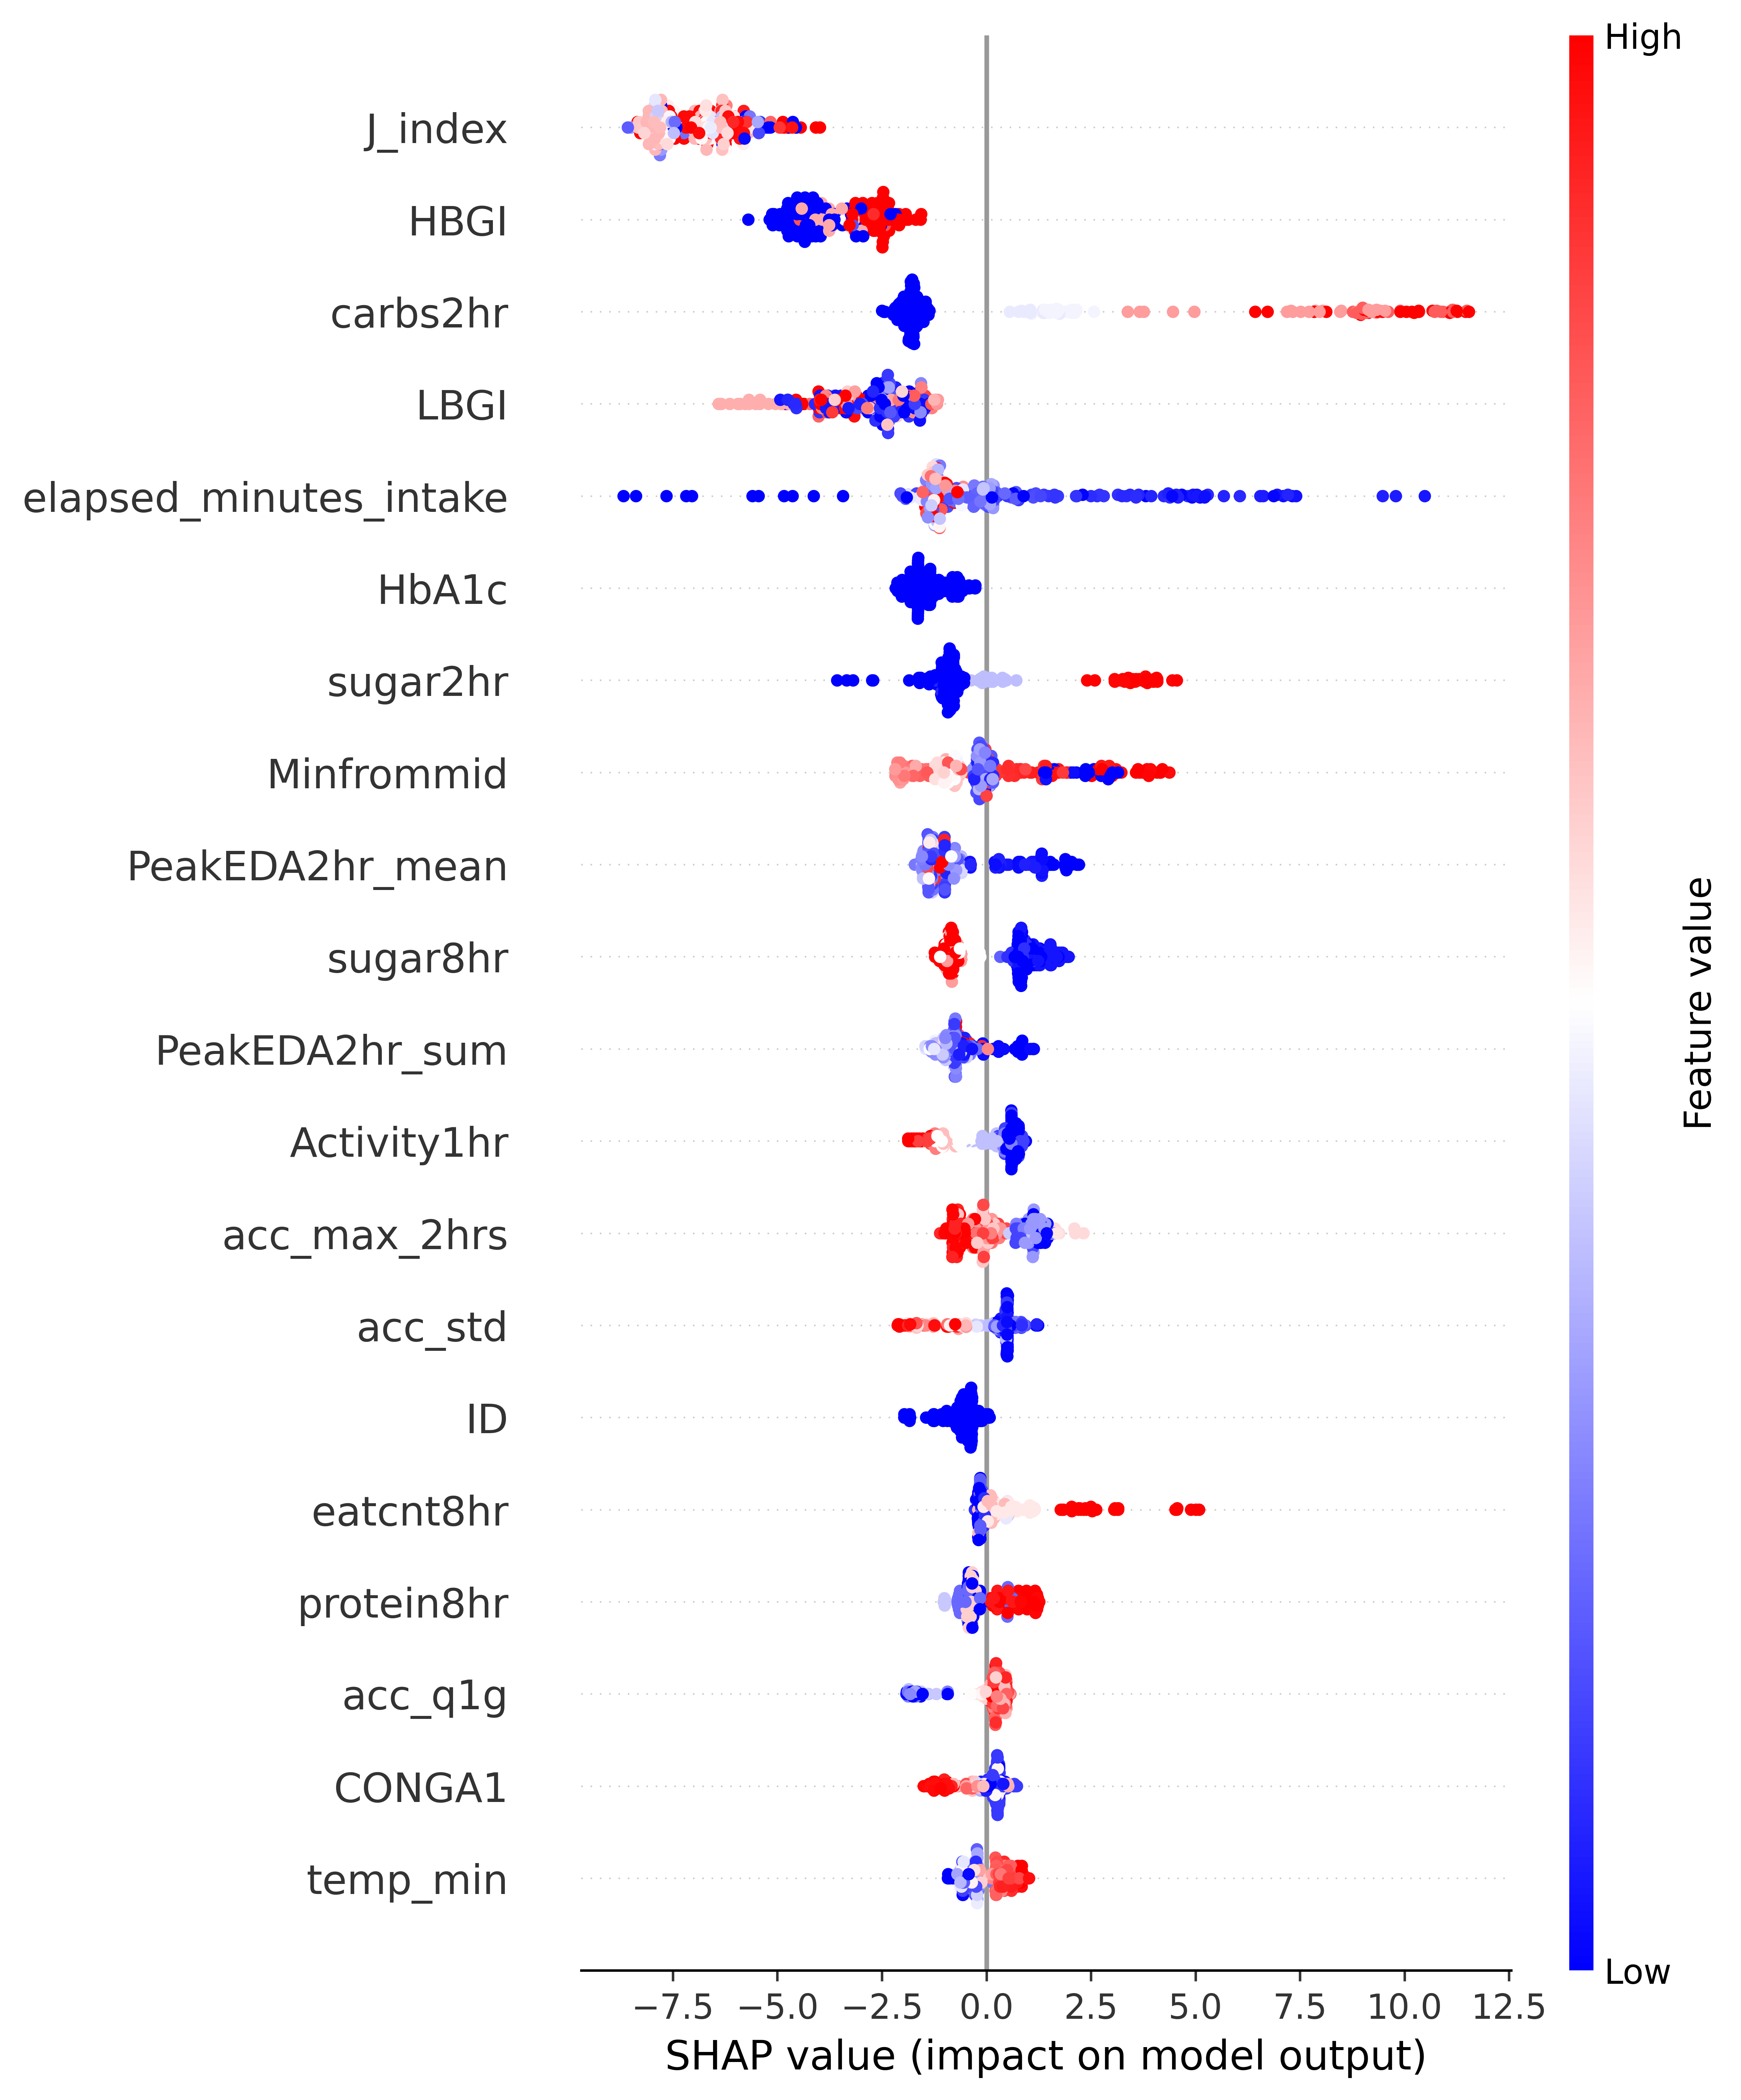 High
J_index
HBGI
carbs2hr
LBGI
elapsed_minutes_intake
HbA1c
sugar2hr
Minfrommid
PeakEDA2hr_mean
sugar8hr
PeakEDA2hr_sum
Activity1hr
acc_max_2hrs
acc_std
ID
eatcnt8hr
protein8hr
acc_q1g
CONGA1
temp_min
Feature value
Low
−7.5 −5.0 −2.5 0.0 2.5 5.0 7.5 10.0 12.5
SHAP value (impact on model output)